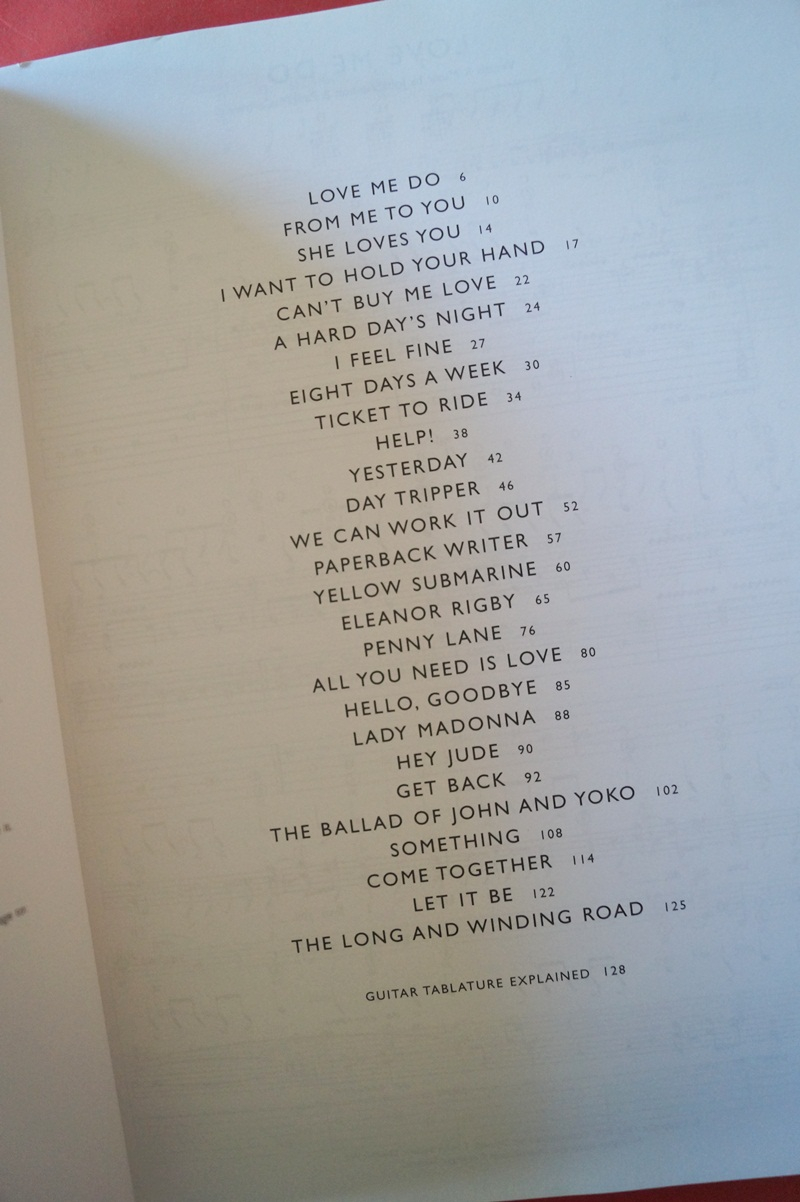 LOVE ME DO 6
FROM ME TO YOU 10
SHE LOVES YOU 14
I WANT TO HOLD YOUR HAND 17
CAN'T BUY ME LOVE 22
A HARD DAY'S NIGHT 24
I FEEL FINE 27
EIGHT DAYS A WEEK 30
TICKET TO RIDE 34
HELP! 38
YESTERDAY 42
DAY TRIPPER 46
WE CAN WORK IT OUT 52
PAPERBACK WRITER 57
YELLOW SUBMARINE 60
ELEANOR RIGBY 65
PENNY LANE 76
ALL YOU NEED IS LOVE 80
HELLO, GOODBYE 85
LADY MADONNA 88
HEY JUDE 90
GET BACK 92
THE BALLAD OF JOHN AND YOKO 102
SOMETHING 108
COME TOGETHER 114
LET IT BE 122
THE LONG AND WINDING ROAD 125
GUITAR TABLATURE EXPLAINED 128